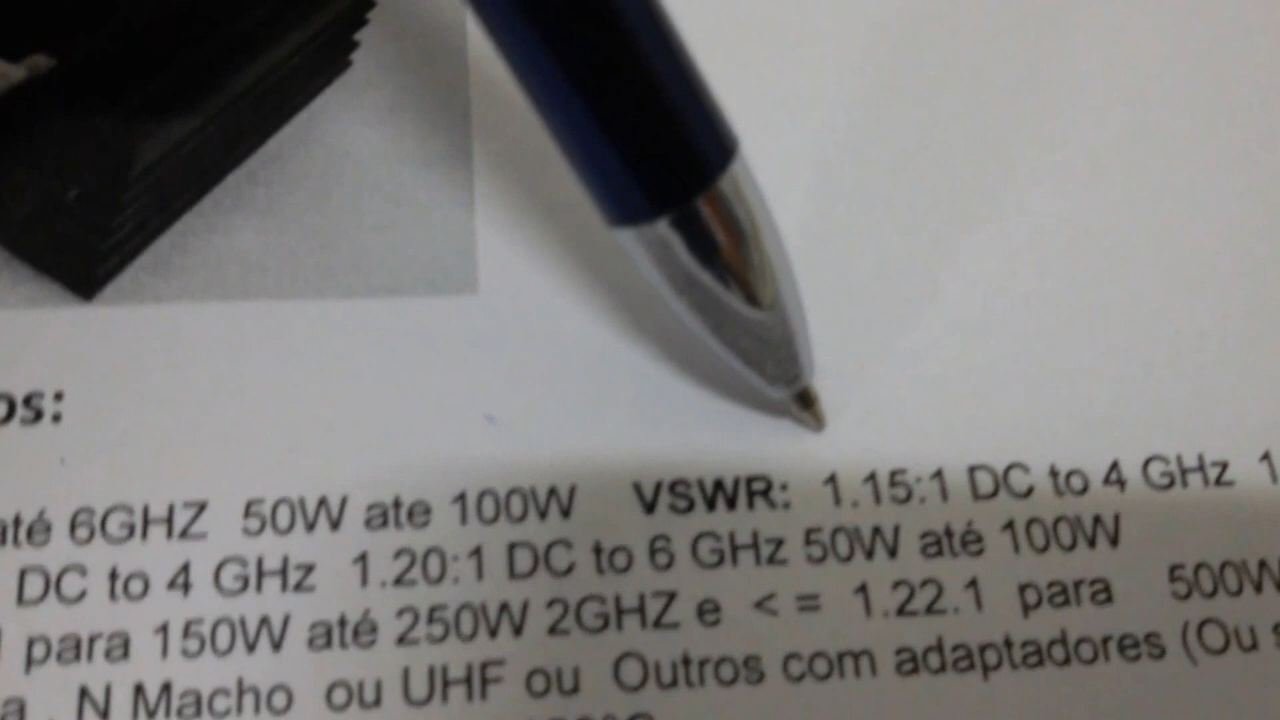 os:
até 6GHZ 50W ate 100W VSWR: 1.15:1 DC to 4 GHz 1
DC to 4 GHz 1.20:1 DC to 6 GHz 50W até 100W
para 150W até 250W 2GHZ e <= 1.22.1 para 500W
a . N Macho ou UHF ou Outros com adaptadores (Ou